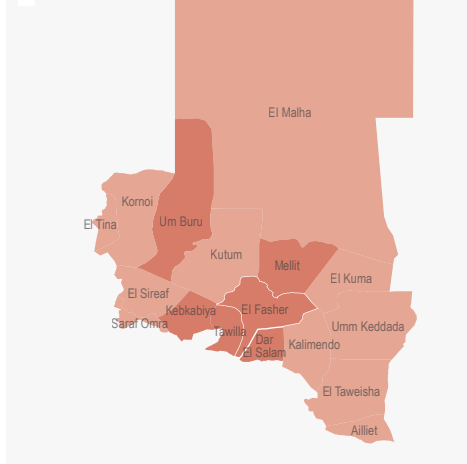 El Malha
Kornoi
El Tina
Um Buru
Kutum
Mellit
El Kuma
El Sireaf
Kebkabiya
El Fasher
Saraf Omra
Tawilla
Umm Keddada
Dar
El Salam
Kalimendo
El Taweisha
Ailliet